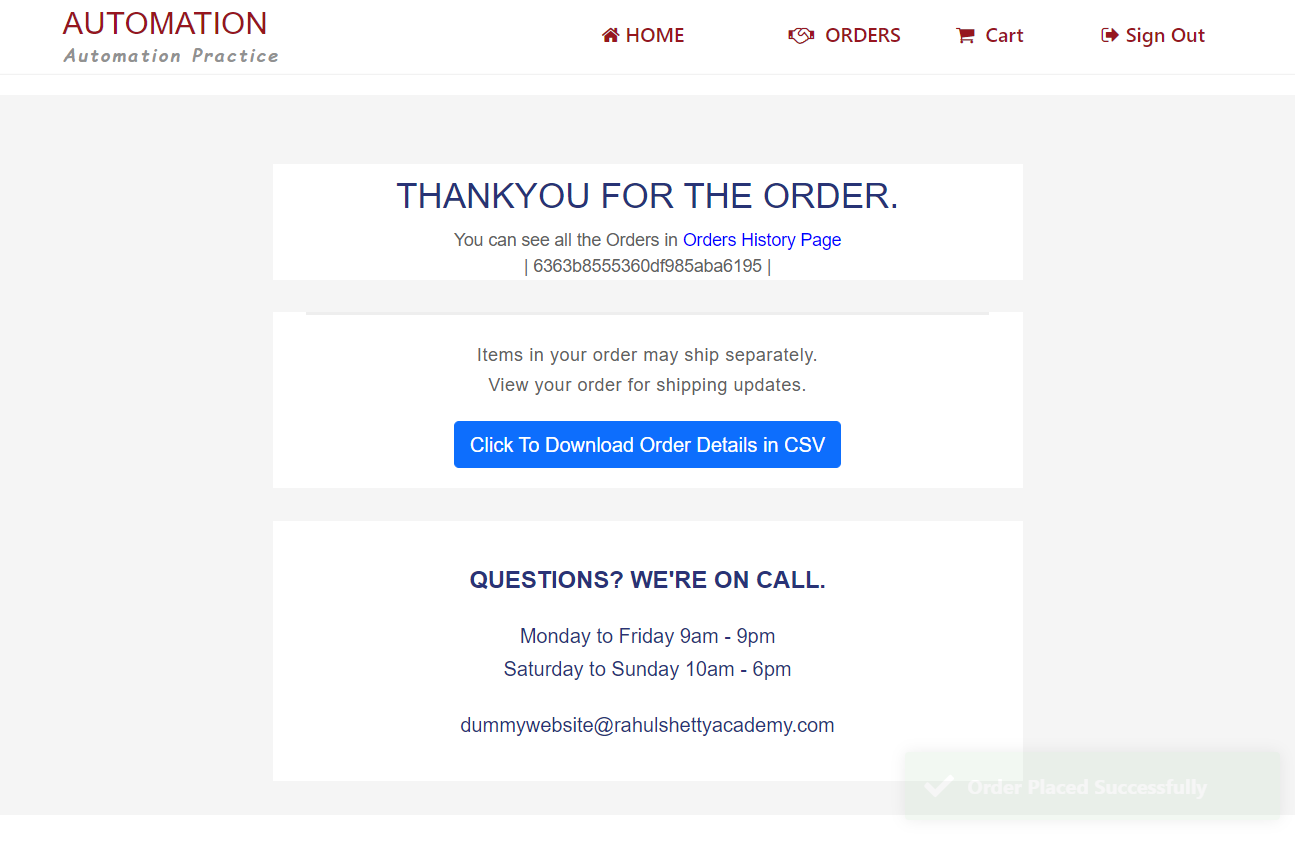 AUTOMATION
Automation Practice
HOME
ORDERS
Cart
Sign Out
THANKYOU FOR THE ORDER.
You can see all the Orders in Orders History Page
| 6363b8555360df985aba6195 |
Items in your order may ship separately.
View your order for shipping updates.
Click To Download Order Details in CSV
QUESTIONS? WE'RE ON CALL.
Monday to Friday 9am - 9pm
Saturday to Sunday 10am - 6pm
dummywebsite@rahulshettyacademy.com
Order Placed Successfully